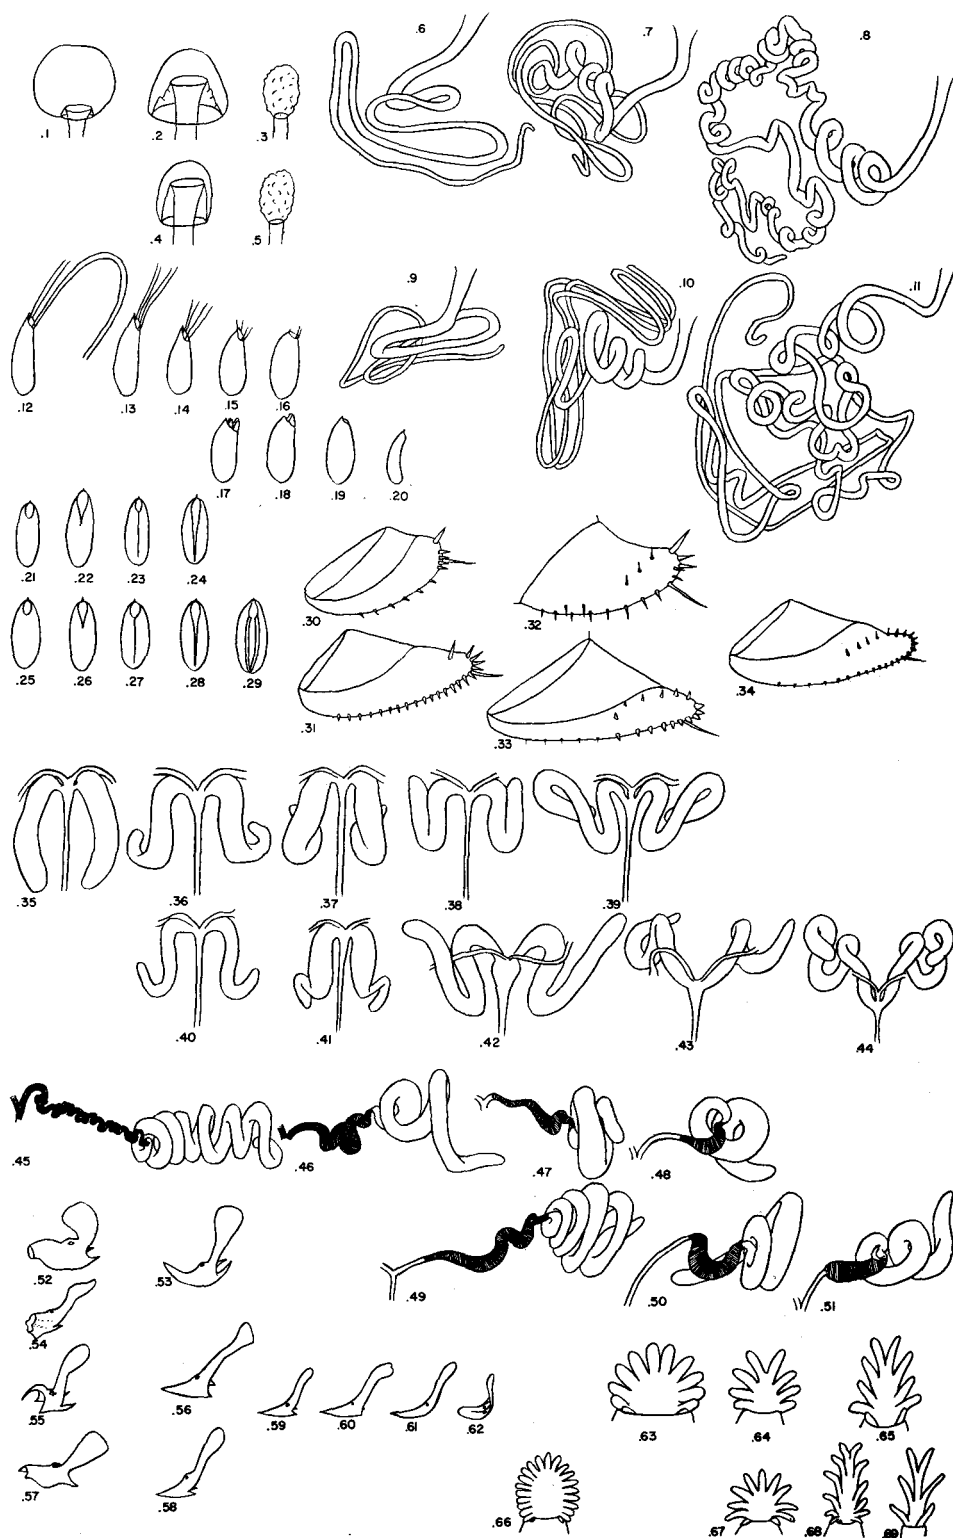 .6 .7 .8
.1 .2 .3
.4 .5
.9 .10 .11
.12 .13 .14 .15 .16
.17 .18 .19 .20
.21 .22 .23 .24
.30 .32
.25 .26 .27 .28 .29
.31 .33 .34
.35 .36 .37 .38 .39
.40 .41 .42 .43 .44
.45 .46 .47 .48
.52 .53
.49 .50 .51
.54
.55 .56 .59 .60 .61 .62
.63 .64 .65
.57 .58
.66 .67 .68 .69